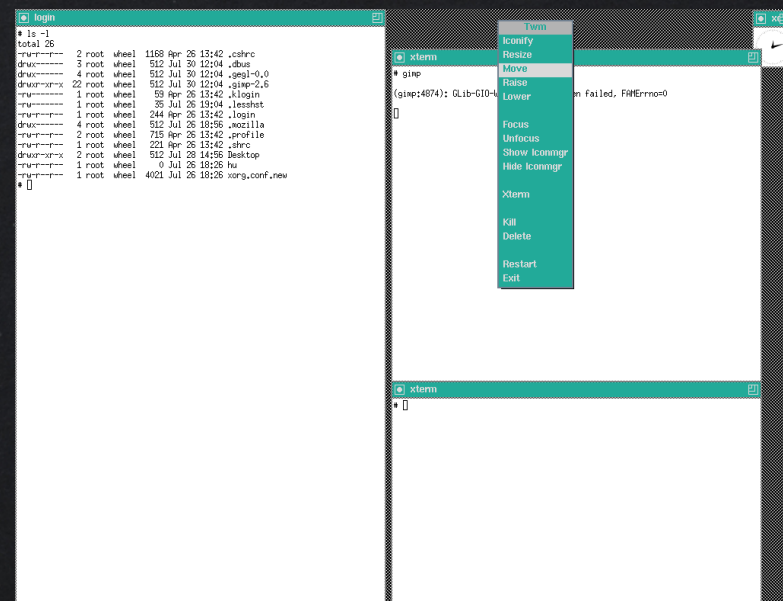 login
# ls -l
total 26
-rw-r--r-- 2 root wheel 1168 Apr 26 13:42 .cshrc
drwx------ 3 root wheel 512 Jul 30 12:04 .dbus
drwx------ 4 root wheel 512 Jul 30 12:04 .gegl-0.0
drwxr-xr-x 22 root wheel 512 Jul 30 12:04 .gimp-2.6
-rw------- 1 root wheel 59 Apr 26 13:42 .klogin
-rw------- 1 root wheel 35 Jul 26 19:04 .lesshst
-rw-r--r-- 1 root wheel 244 Apr 26 13:42 .login
drwx------ 4 root wheel 512 Jul 26 18:56 .mozilla
-rw-r--r-- 2 root wheel 715 Apr 26 13:42 .profile
-rw-r--r-- 1 root wheel 221 Apr 26 13:42 .shrc
drwxr-xr-x 2 root wheel 512 Jul 28 14:56 Desktop
-rw-r--r-- 1 root wheel 0 Jul 26 18:26 hu
-rw-r--r-- 1 root wheel 4021 Jul 26 18:26 xorg.conf.new
#
xterm
# gimp
(gimp:4874): GLib-GIO-W
en failed, FAMErrno=0
Twm
Iconify
Resize
Move
Raise
Lower
Focus
Unfocus
Show Iconmgr
Hide Iconmgr
Xterm
Kill
Delete
Restart
Exit
xterm
#